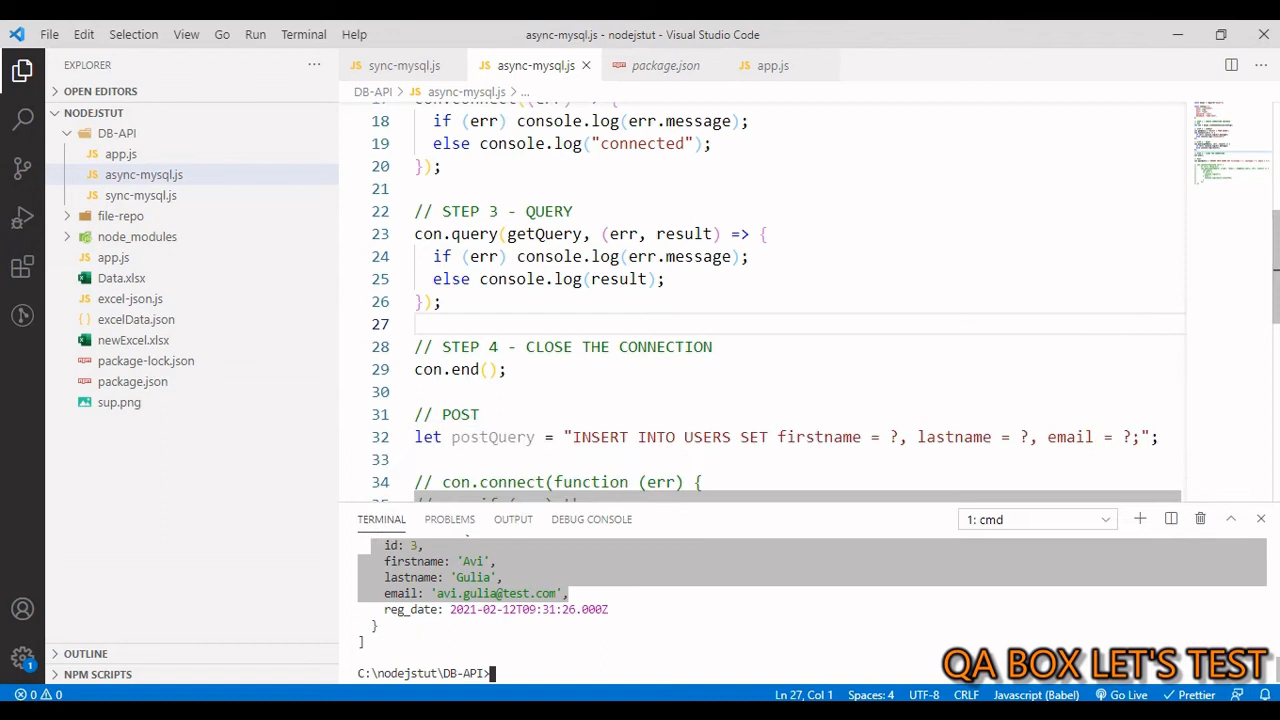 File Edit Selection View Go Run Terminal Help
async-mysql.js - nodejstut - Visual Studio Code
EXPLORER
OPEN EDITORS
NODEJSTUT
DB-API
app.js
async-mysql.js
sync-mysql.js
file-repo
node_modules
app.js
Data.xlsx
excel-json.js
excelData.json
newExcel.xlsx
package-lock.json
package.json
sup.png
OUTLINE
NPM SCRIPTS
sync-mysql.js async-mysql.js package.json app.js
DB-API > async-mysql.js > ...
18 if (err) console.log(err.message);
19 else console.log("connected");
20 });
21
22 // STEP 3 - QUERY
23 con.query(getQuery, (err, result) => {
24 if (err) console.log(err.message);
25 else console.log(result);
26 });
27
28 // STEP 4 - CLOSE THE CONNECTION
29 con.end();
30
31 // POST
32 let postQuery = "INSERT INTO USERS SET firstname = ?, lastname = ?, email = ?;";
33
34 // con.connect(function (err) {
TERMINAL PROBLEMS OUTPUT DEBUG CONSOLE 1: cmd
id: 3,
firstname: 'Avi',
lastname: 'Gulia',
email: 'avi.gulia@test.com',
reg_date: 2021-02-12T09:31:26.000Z
}
]
C:\nodejstut\DB-API>
QA BOX LET'S TEST
1
0 0 Ln 27, Col 1 Spaces: 4 UTF-8 CRLF Javascript (Babel) Go Live Prettier